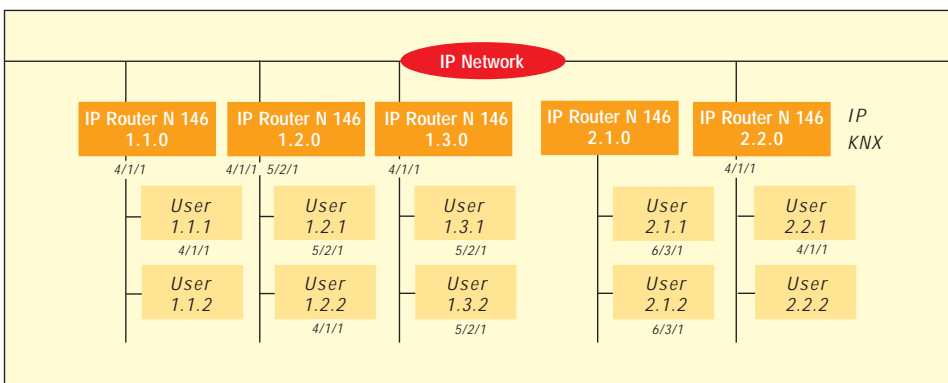 IP Network
IP Router N 146
1.1.0
IP Router N 146
1.2.0
IP Router N 146
1.3.0
IP Router N 146
2.1.0
IP Router N 146
2.2.0
IP
KNX
4/1/1
4/1/1 5/2/1
4/1/1
4/1/1
User
1.1.1
User
1.2.1
User
1.3.1
User
2.1.1
User
2.2.1
4/1/1
5/2/1
5/2/1
6/3/1
4/1/1
User
1.1.2
User
1.2.2
User
1.3.2
User
2.1.2
User
2.2.2
4/1/1
5/2/1
6/3/1